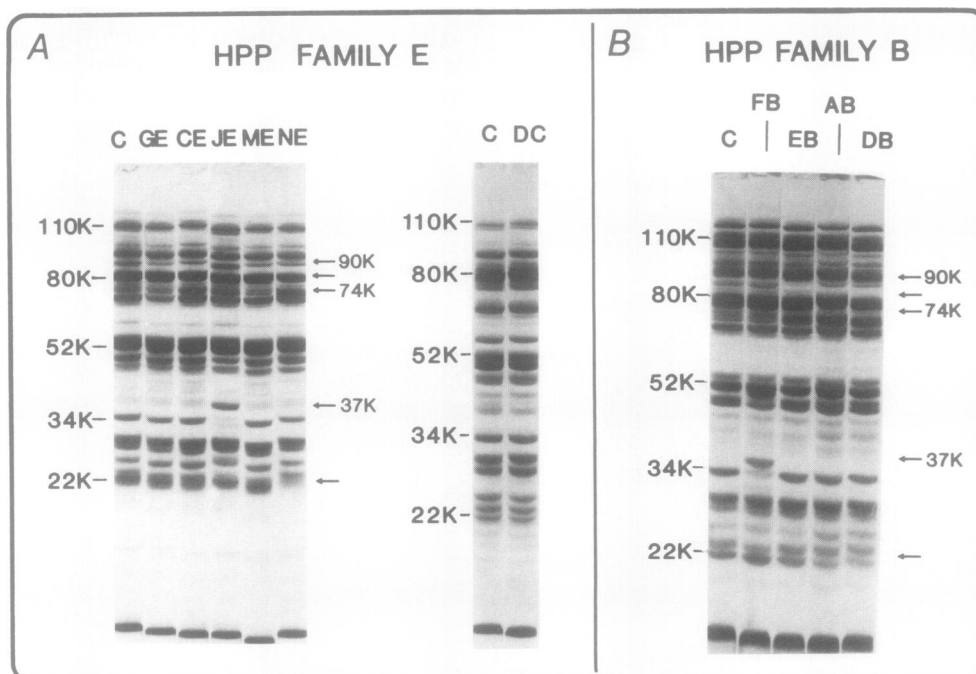 A HPP FAMILY E
C GE CE JE ME NE
110K
80K
52K
34K
22K
90K
74K
37K
C DC
110K
80K
52K
34K
22K
B HPP FAMILY B
FB AB
C EB DB
110K
80K
52K
34K
22K
90K
74K
37K